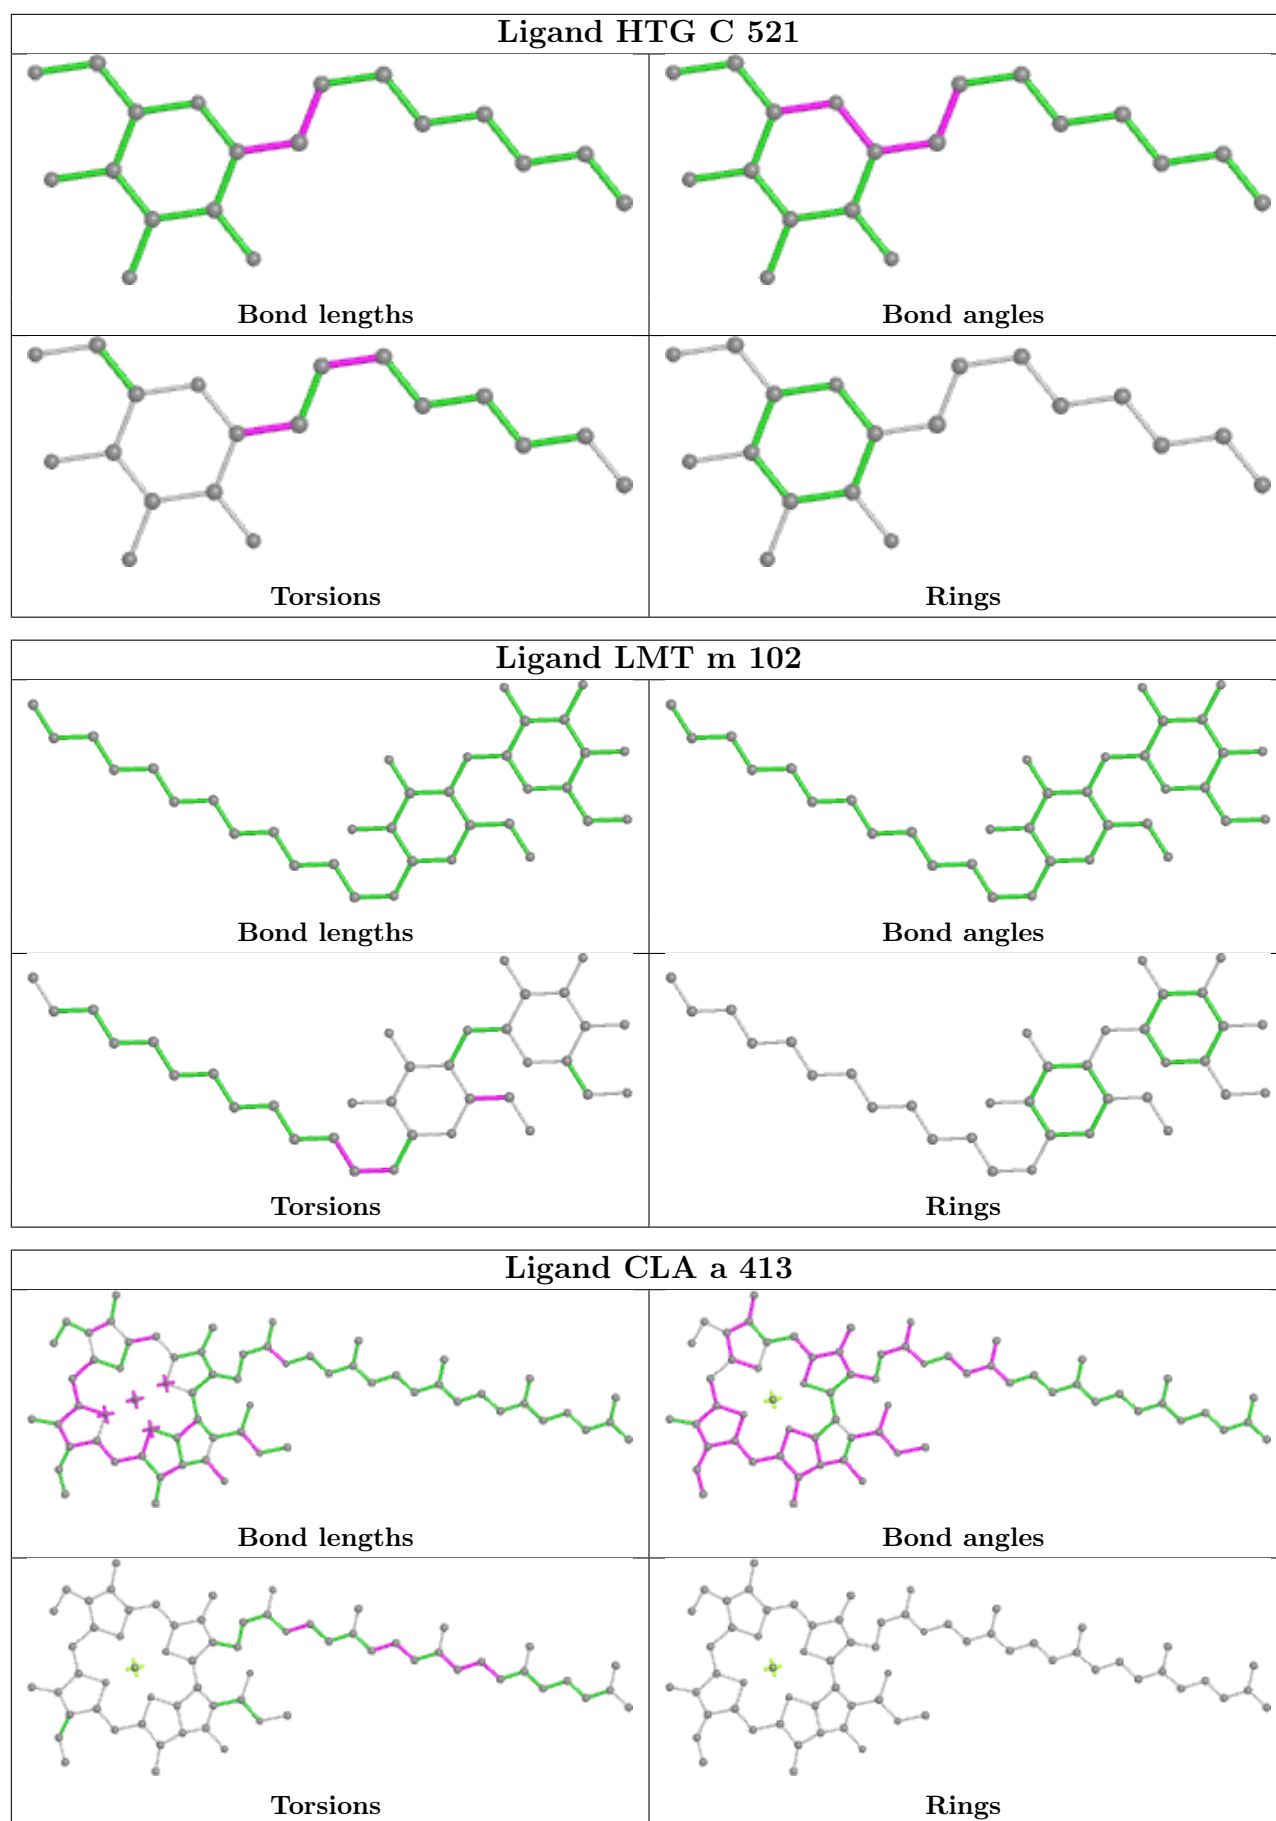 Ligand HTG C 521
Bond lengths
Bond angles
Torsions
Rings
Ligand LMT m 102
Bond lengths
Bond angles
Torsions
Rings
Ligand CLA a 413
Bond lengths
Bond angles
Torsions
Rings